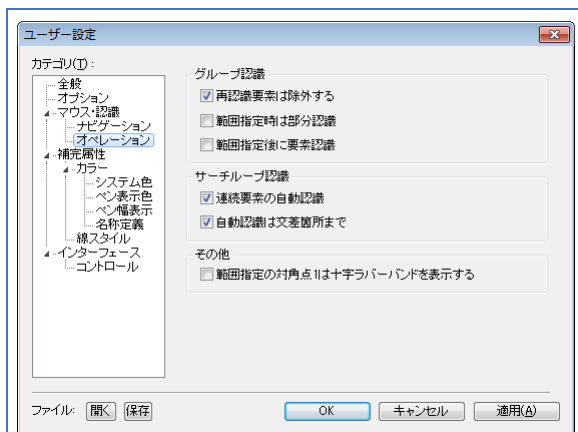 ユーザー設定
カテゴリ(T):
全般
オプション
マウス・認識
ナビゲーション
オペレーション
補完属性
カラー
システム色
ペン表示色
ペン幅表示
名称定義
線スタイル
インターフェース
コントロール
グループ認識
再認識要素は除外する
範囲指定時は部分認識
範囲指定後に要素認識
サーチループ認識
連続要素の自動認識
自動認識は交差箇所まで
その他
範囲指定の対角点1は十字ラバーバンドを表示する
ファイル: 開く 保存
OK キャンセル 適用(A)